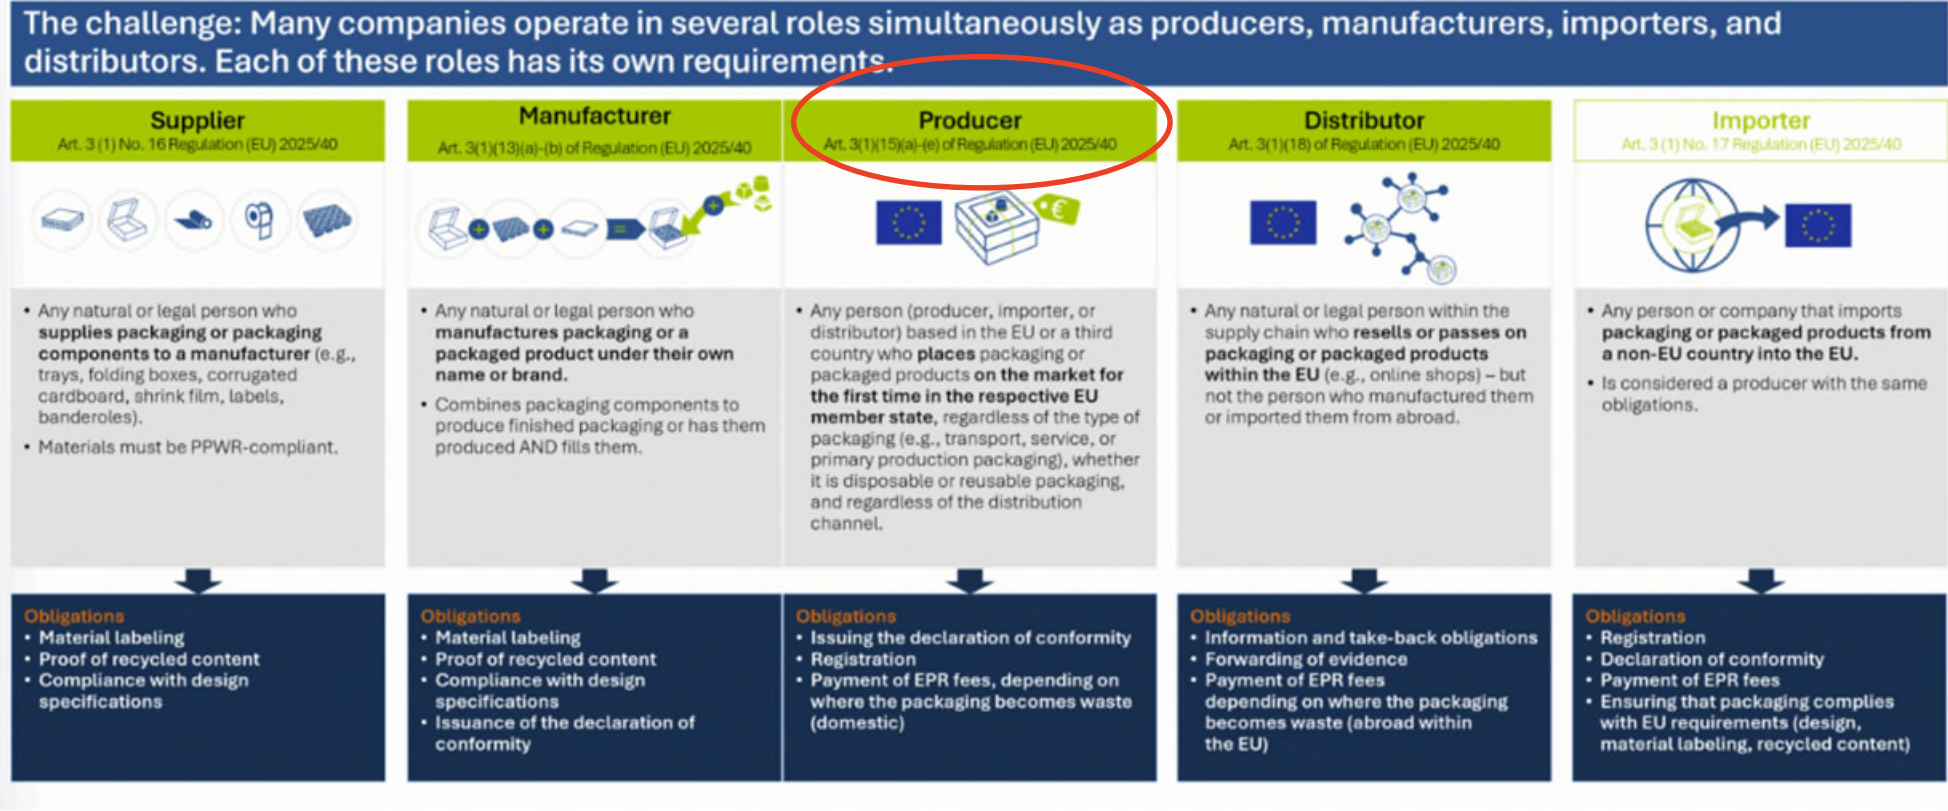 The challenge: Many companies operate in several roles simultaneously as producers, manufacturers, importers, and
distributors. Each of these roles has its own requirements.
Supplier
Art. 3 (1) No. 16 Regulation (EU) 2025/40
• Any natural or legal person who
supplies packaging or packaging
components to a manufacturer (e.g.,
trays, folding boxes, corrugated
cardboard, shrink film, labels,
banderoles).
• Materials must be PPWR-compliant.
Obligations
• Material labeling
• Proof of recycled content
• Compliance with design
specifications
Manufacturer
Art. 3(1)(13)(a)-(b) of Regulation (EU) 2025/40
• Any natural or legal person who
manufactures packaging or a
packaged product under their own
name or brand.
• Combines packaging components to
produce finished packaging or has them
produced AND fills them.
Obligations
• Material labeling
• Proof of recycled content
• Compliance with design
specifications
• Issuance of the declaration of
conformity
Producer
Art. 3(1)(15)(a)-(e) of Regulation (EU) 2025/40
€
• Any person (producer, importer, or
distributor) based in the EU or a third
country who places packaging or
packaged products on the market for
the first time in the respective EU
member state, regardless of the type of
packaging (e.g., transport, service, or
primary production packaging), whether
it is disposable or reusable packaging,
and regardless of the distribution
channel.
Obligations
• Issuing the declaration of conformity
• Registration
• Payment of EPR fees, depending on
where the packaging becomes waste
(domestic)
Distributor
Art. 3(1)(18) of Regulation (EU) 2025/40
• Any natural or legal person within the
supply chain who resells or passes on
packaging or packaged products
within the EU (e.g., online shops) – but
not the person who manufactured them
or imported them from abroad.
Obligations
• Information and take-back obligations
• Forwarding of evidence
• Payment of EPR fees
depending on where the packaging
becomes waste (abroad within
the EU)
Importer
Art. 3 (1) No. 17 Regulation (EU) 2025/40
• Any person or company that imports
packaging or packaged products from
a non-EU country into the EU.
• Is considered a producer with the same
obligations.
Obligations
• Registration
• Declaration of conformity
• Payment of EPR fees
• Ensuring that packaging complies
with EU requirements (design,
material labeling, recycled content)